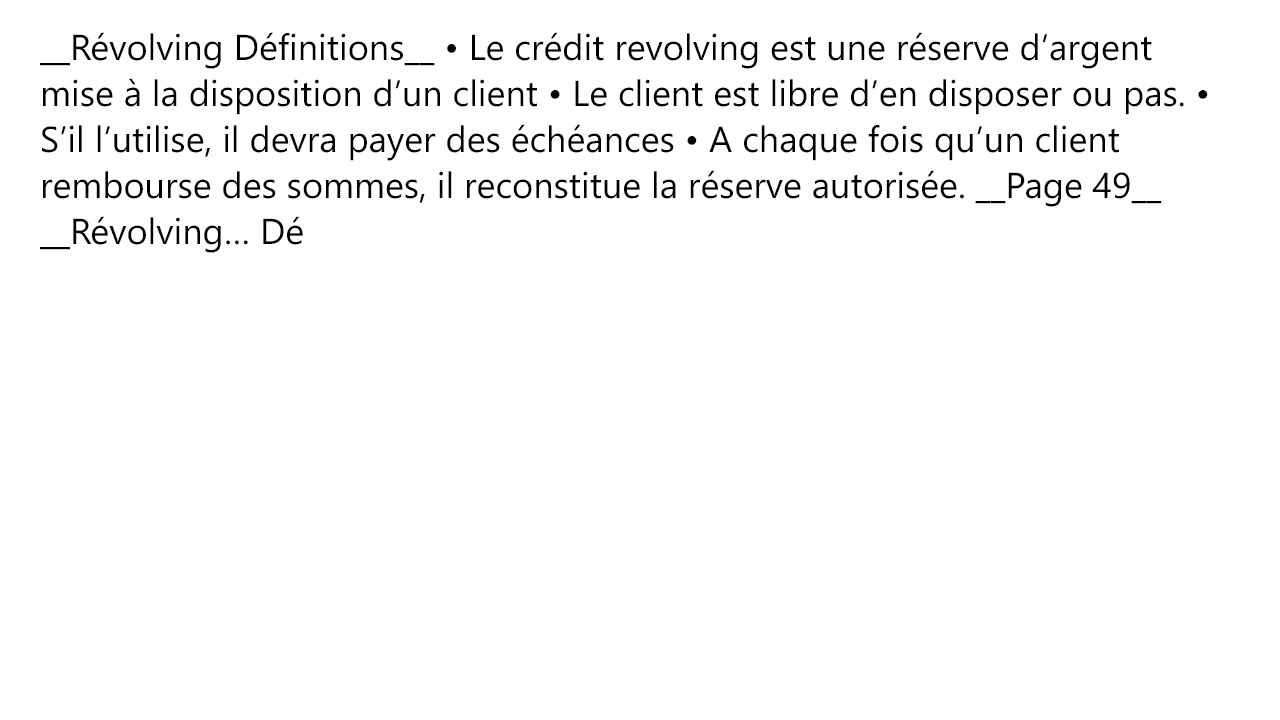 __Révolving Définitions__ • Le crédit revolving est une réserve d’argent
mise à la disposition d’un client • Le client est libre d’en disposer ou pas. •
S’il l’utilise, il devra payer des échéances • A chaque fois qu’un client
rembourse des sommes, il reconstitue la réserve autorisée. __Page 49__
__Révolving… Dé